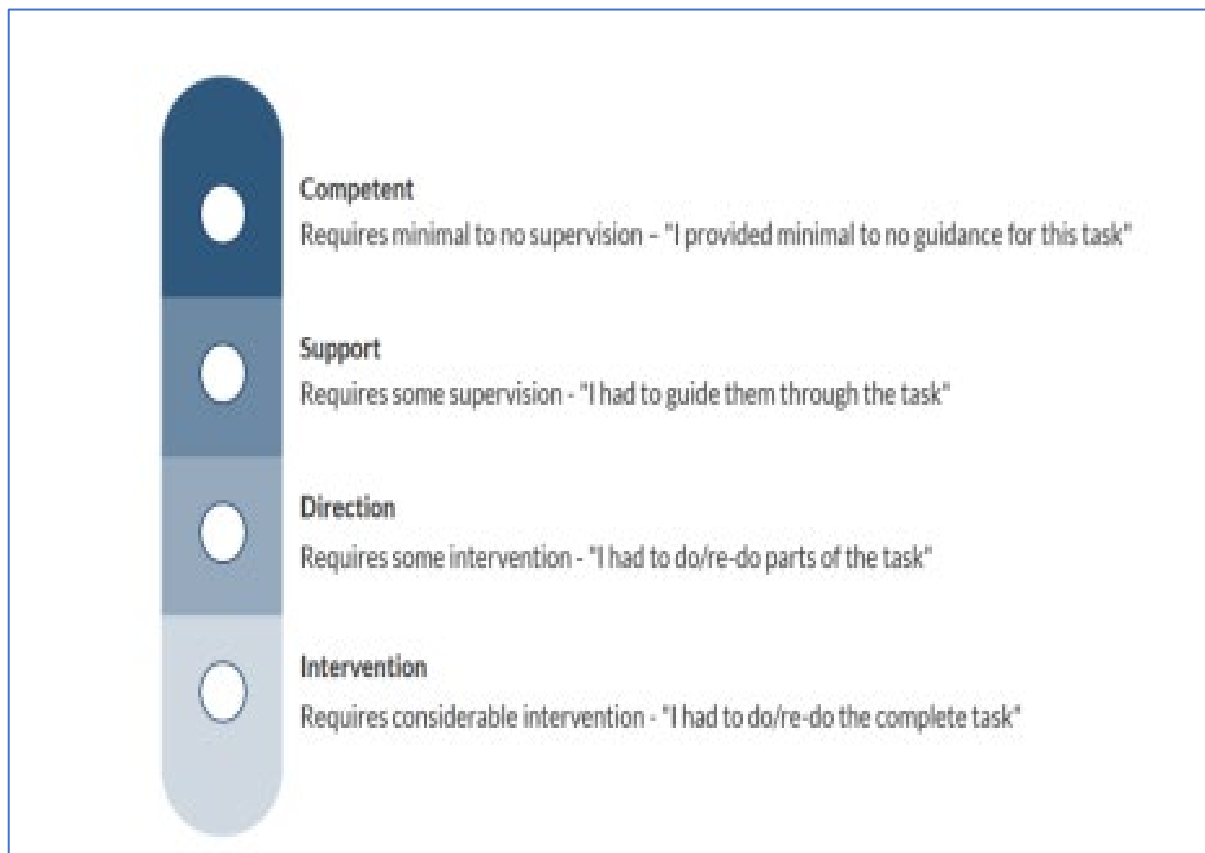 Competent
Requires minimal to no supervision – "I provided minimal to no guidance for this task"
Support
Requires some supervision - "I had to guide them through the task"
Direction
Requires some intervention - "I had to do/re-do parts of the task"
Intervention
Requires considerable intervention - "I had to do/re-do the complete task"